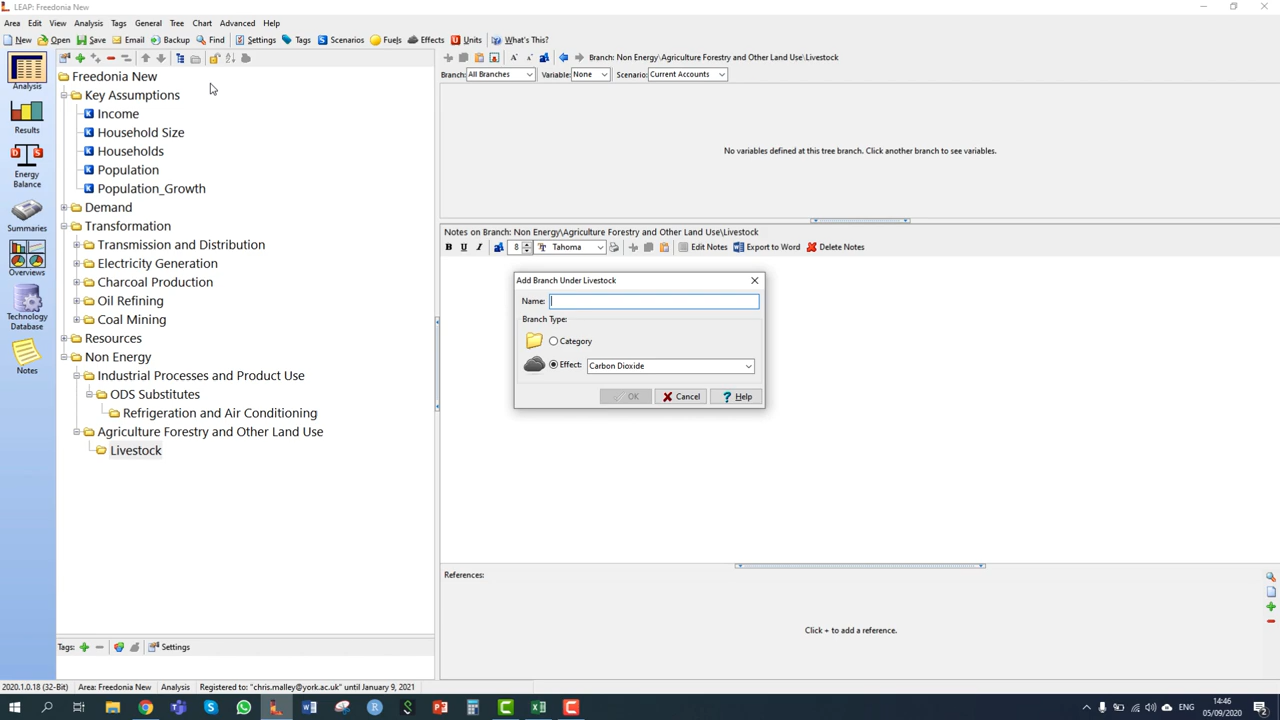 LEAP: Freedonia New
Area Edit View Analysis Tags General Tree Chart Advanced Help
New Open Save Email Backup Find Settings Tags Scenarios Fuels Effects Units What's This?
Branch: Non Energy\Agriculture Forestry and Other Land Use\Livestock
Branch: All Branches Variable: None Scenario: Current Accounts
Analysis
Results
Energy
Balance
Summaries
Overviews
Technology
Database
Notes
Freedonia New
Key Assumptions
Income
Household Size
Households
Population
Population_Growth
Demand
Transformation
Transmission and Distribution
Electricity Generation
Charcoal Production
Oil Refining
Coal Mining
Resources
Non Energy
Industrial Processes and Product Use
ODS Substitutes
Refrigeration and Air Conditioning
Agriculture Forestry and Other Land Use
Livestock
No variables defined at this tree branch. Click another branch to see variables.
Notes on Branch: Non Energy\Agriculture Forestry and Other Land Use\Livestock
B U I 8 Tahoma Edit Notes Export to Word Delete Notes
Add Branch Under Livestock
Name:
Branch Type:
Category
Effect: Carbon Dioxide
OK Cancel Help
References:
Click + to add a reference.
Tags: Settings
2020.1.0.18 (32-Bit) Area: Freedonia New Analysis Registered to: "chris.malley@york.ac.uk" until January 9, 2021
ENG
14:46
05/09/2020
2